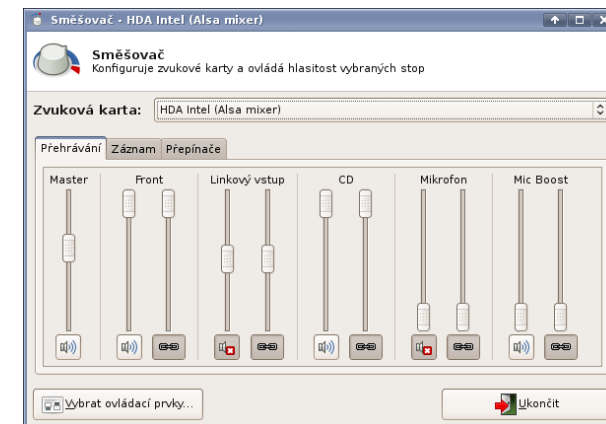 Směšovač - HDA Intel (Alsa mixer)
Směšovač
Konfiguruje zvukové karty a ovládá hlasitost vybraných stop
Zvuková karta: HDA Intel (Alsa mixer)
Přehrávání Záznam Přepínače
Master Front Linkový vstup CD Mikrofon Mic Boost
Vybrat ovládací prvky... Ukončit